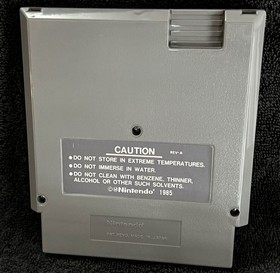 CAUTION REV-A
• DO NOT STORE IN EXTREME TEMPERATURES.
• DO NOT IMMERSE IN WATER.
• DO NOT CLEAN WITH BENZENE, THINNER,
ALCOHOL OR OTHER SUCH SOLVENTS.
©Ⓜ Nintendo® 1985